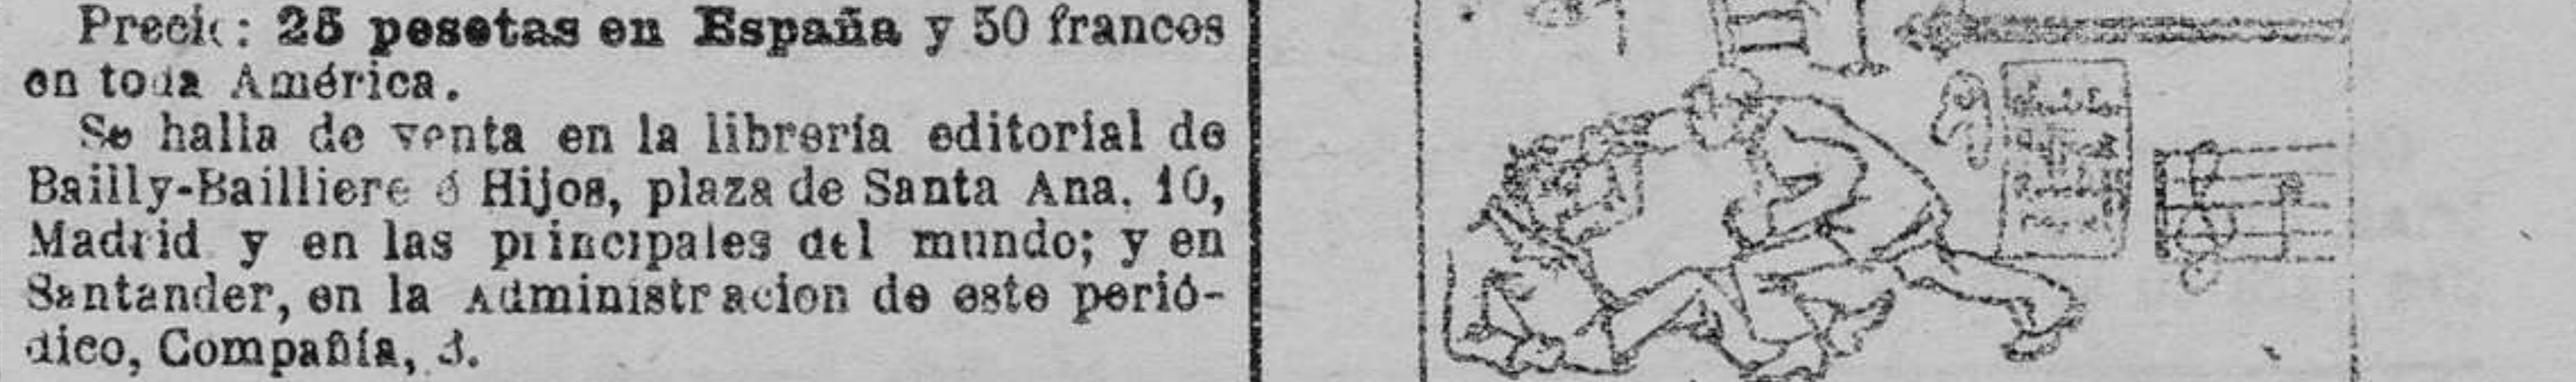 Precio: 25 pesetas en España y 50 francos
en toda América.
Se halla de venta en la librería editorial de
Bailly-Bailliere é Hijos, plaza de Santa Ana. 10,
Madrid y en las principales del mundo; y en
Santander, en la Administracion de este perió-
dico, Compañía, 3.